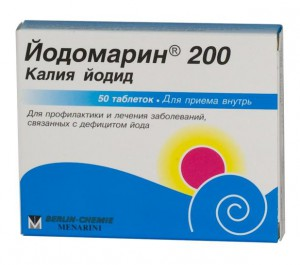 Йодомарин® 200
Калия йодид
50 таблеток • Для приема внутрь
Для профилактики и лечения заболеваний,
связанных с дефицитом йода
BERLIN-CHEMIE
MENARINI